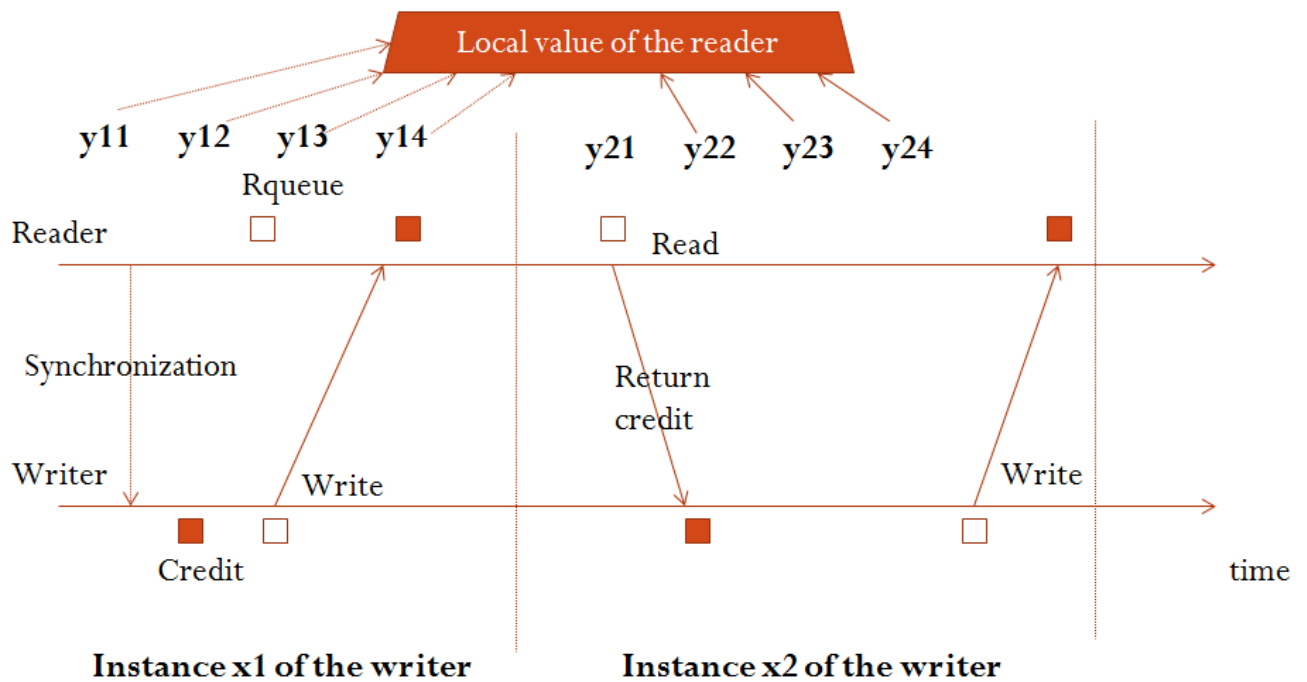 Local value of the reader
y11 y12 y13 y14 y21 y22 y23 y24
Rqueue
Reader
Read
Synchronization
Return
credit
Writer
Write
Write
Credit
time
Instance x1 of the writer
Instance x2 of the writer